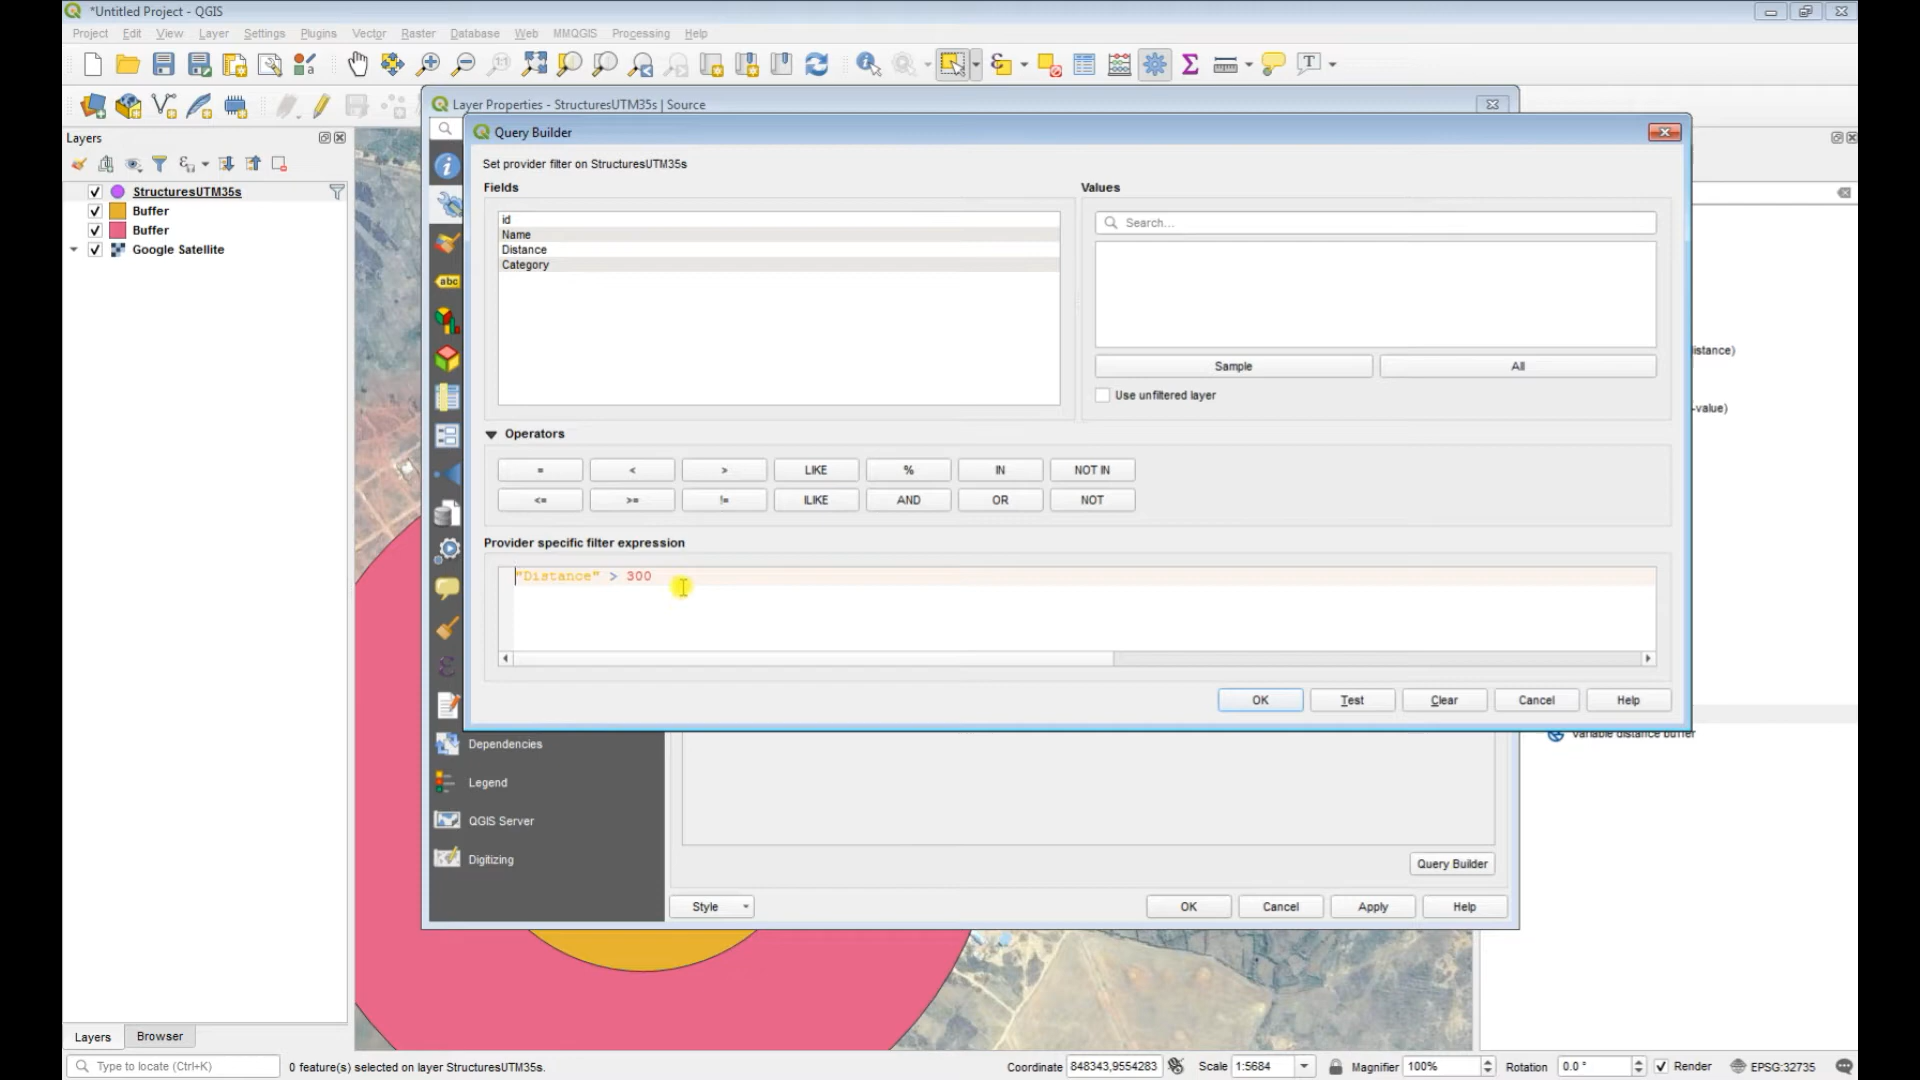 *Untitled Project - QGIS
Project Edit View Layer Settings Plugins Vector Raster Database Web MMQGIS Processing Help
Layer Properties - StructuresUTM35s | Source
Layers
Query Builder
Set provider filter on StructuresUTM35s
Fields
Values
StructuresUTM35s
Buffer
Buffer
Google Satellite
id
Name
Distance
Category
Search...
abc
Sample
All
Use unfiltered layer
istance)
-value)
Operators
= < > LIKE % IN NOT IN
<= >= != ILIKE AND OR NOT
Provider specific filter expression
"Distance" > 300
OK Test Clear Cancel Help
Variable distance buffer
Dependencies
Legend
QGIS Server
Digitizing
Query Builder
Style
OK Cancel Apply Help
Layers Browser
Type to locate (Ctrl+K)
0 feature(s) selected on layer StructuresUTM35s.
Coordinate 848343,9554283 Scale 1:5684 Magnifier 100% Rotation 0.0 ° Render EPSG:32735